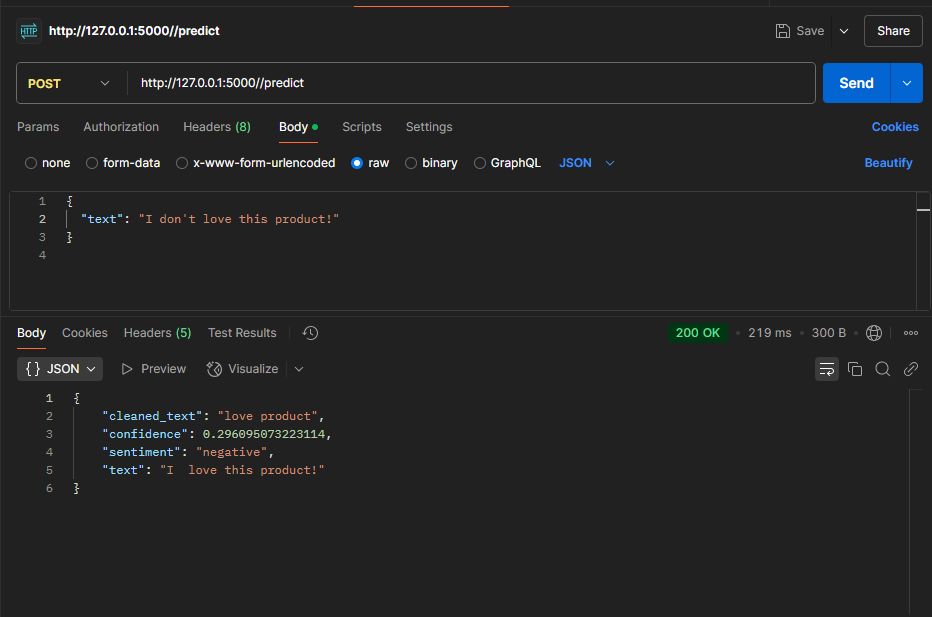 HTTP http://127.0.0.1:5000//predict Save Share
POST http://127.0.0.1:5000//predict Send
Params Authorization Headers (8) Body Scripts Settings Cookies
none form-data x-www-form-urlencoded raw binary GraphQL JSON Beautify
1 {
2 "text": "I don't love this product!"
3 }
4
Body Cookies Headers (5) Test Results 200 OK 219 ms 300 B
{} JSON Preview Visualize
1 {
2 "cleaned_text": "love product",
3 "confidence": 0.296095073223114,
4 "sentiment": "negative",
5 "text": "I  love this product!"
6 }